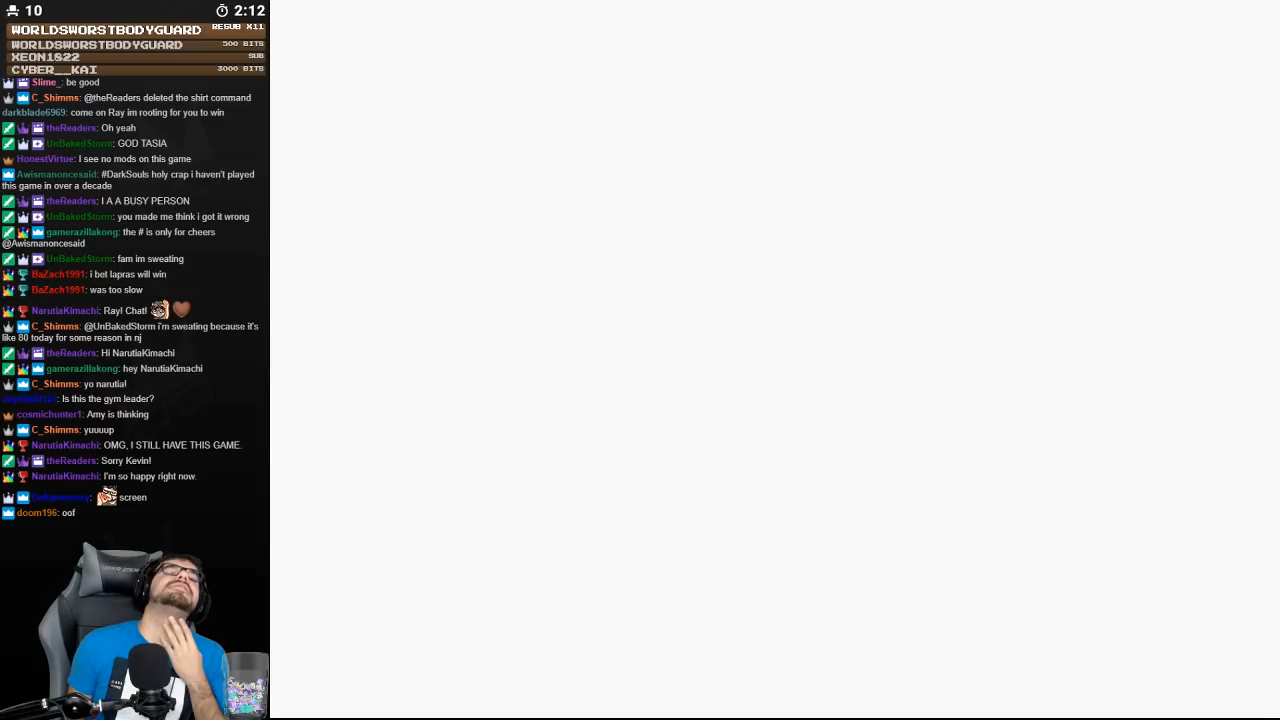 10 2:12
WORLDSWORSTBODYGUARD RESUB X11
WORLDSWORSTBODYGUARD 500 BITS
XEON1022 SUB
CYBER__KAI 3000 BITS
Slime_: be good
C_Shimms: @theReaders deleted the shirt command
darkblade6969: come on Ray im rooting for you to win
theReaders: Oh yeah
UnBakedStorm: GOD TASIA
HonestVirtue: I see no mods on this game
Awismanoncesaid: #DarkSouls holy crap i haven't played
this game in over a decade
theReaders: I A A BUSY PERSON
UnBakedStorm: you made me think i got it wrong
gamerazillakong: the # is only for cheers
@Awismanoncesaid
UnBakedStorm: fam im sweating
BaZach1991: i bet lapras will win
BaZach1991: was too slow
NarutiaKimachi: Ray! Chat!
C_Shimms: @UnBakedStorm i'm sweating because it's
like 80 today for some reason in nj
theReaders: Hi NarutiaKimachi
gamerazillakong: hey NarutiaKimachi
C_Shimms: yo narutia!
: Is this the gym leader?
cosmichunter1: Amy is thinking
C_Shimms: yuuuup
NarutiaKimachi: OMG, I STILL HAVE THIS GAME.
theReaders: Sorry Kevin!
NarutiaKimachi: I'm so happy right now.
: screen
doom196: oof